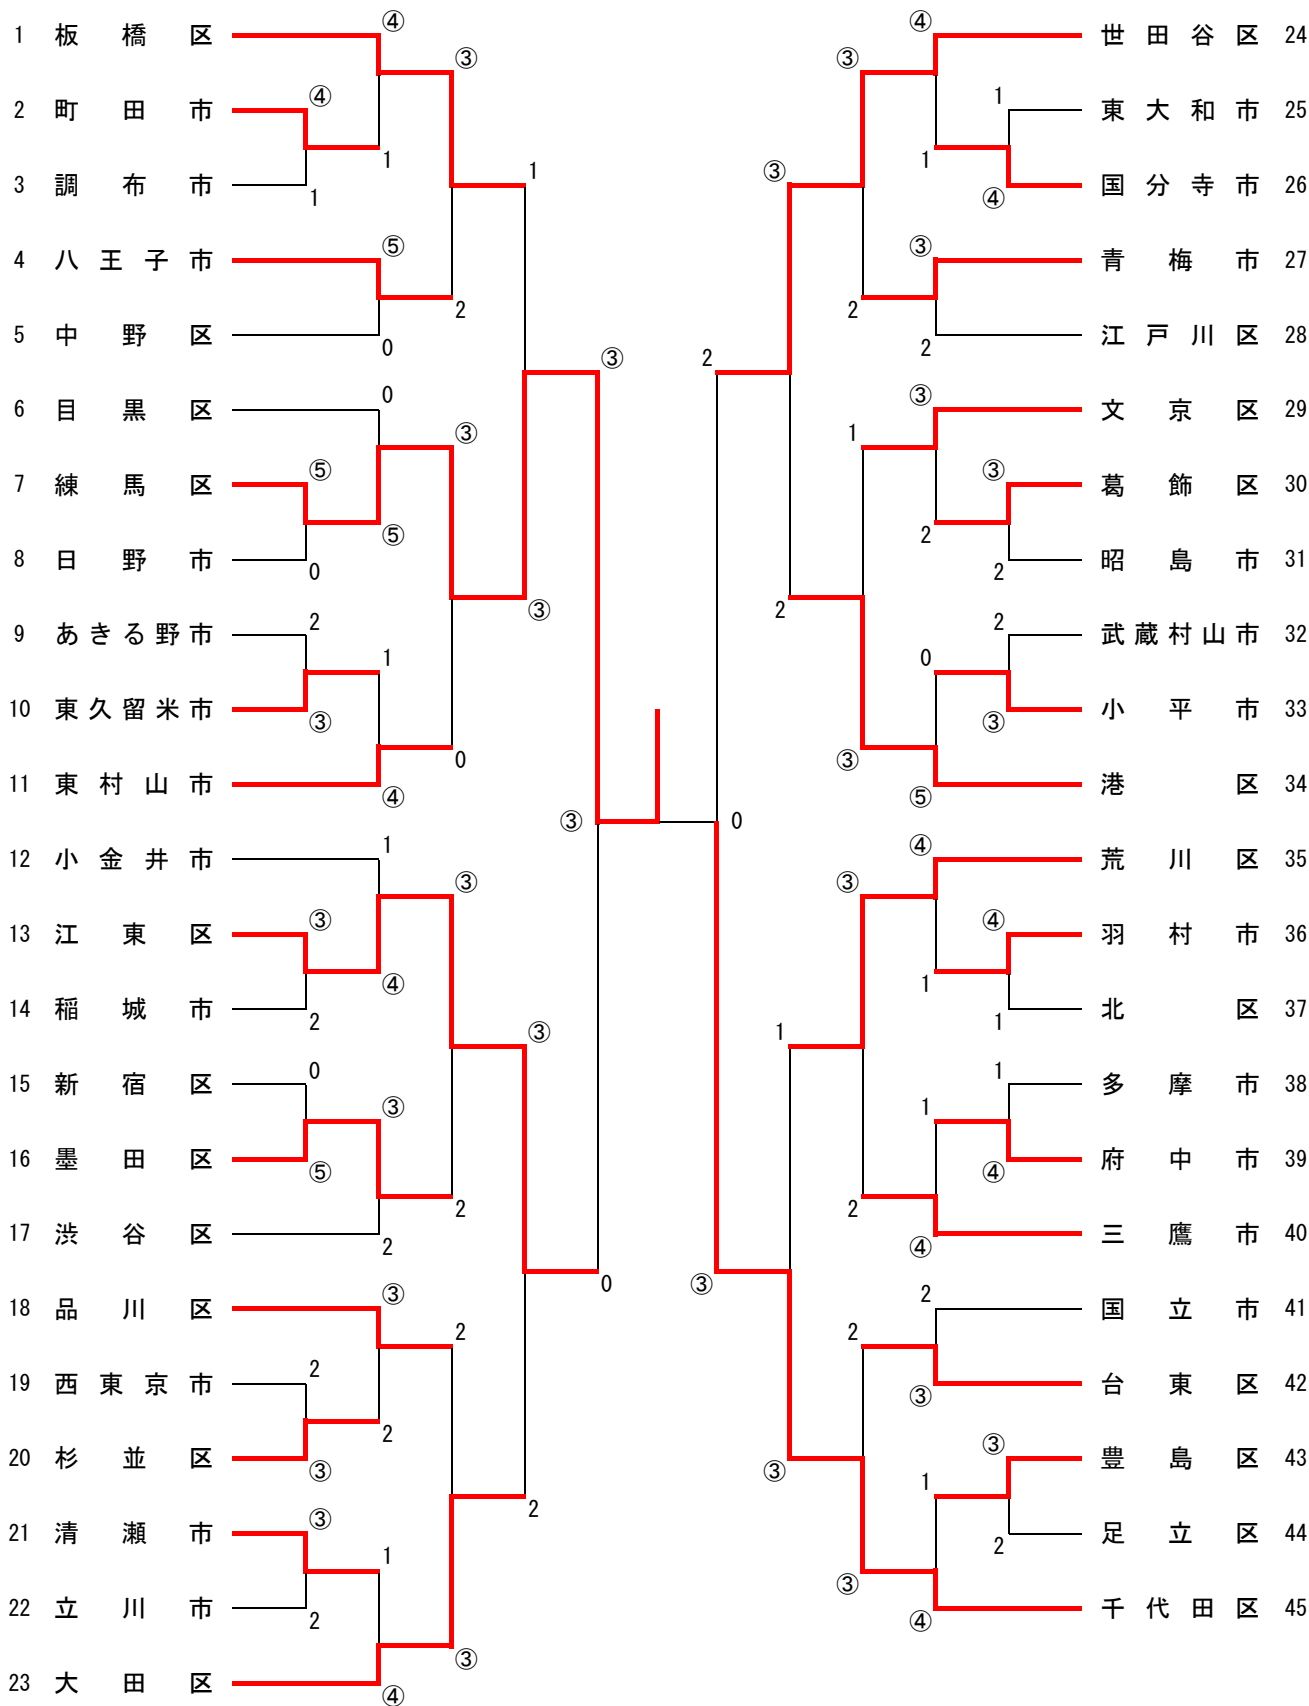 ④ ④
1 板橋区 世田谷区 24
③ ③
④ 1
2 町田市 東大和市 25
1 1
1 ③
3 調布市 国分寺市 26
1 ④
⑤ ③
4 八王子市 青梅市 27
2 2
5 中野区 江戸川区 28
0 2
③ 2
0 ③
6 目黒区 文京区 29
③ 1
⑤ ③
7 練馬区 葛飾区 30
⑤ 2
8 日野市 昭島市 31
0 2
③ 2
2 2
9 あきる野市 武蔵村山市 32
1 0
10 東久留米市 小平市 33
③ ③
0 ③
11 東村山市 港区 34
④ ⑤
③ 0
1 ④
12 小金井市 荒川区 35
③ ③
③ ④
13 江東区 羽村市 36
④ 1
14 稲城市 北区 37
2 1
③ 1
0 1
15 新宿区 多摩市 38
③ 1
16 墨田区 府中市 39
⑤ ④
2 2
17 渋谷区 三鷹市 40
2 ④
0 ③
③ 2
18 品川区 国立市 41
2 2
2
19 西東京市 台東区 42
③
2 ③
20 杉並区 豊島区 43
③ ③
1
2
③
21 清瀬市 足立区 44
2
1 ③
22 立川市 千代田区 45
2 ④
③
23 大田区
④